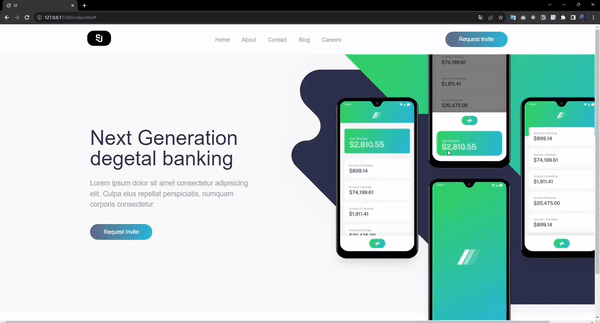 SJ
127.0.0.1:5500/index.html#
SJ
Home About Contact Blog Careers
Request Invite
Next Generation
degetal banking
Lorem ipsum dolor sit amet consectetur adipisicing
elit. Culpa eius repellat perspiciatis, numquam
corporis consectetur.
Request Invite
$2,810.55
$899.14
$74,199.61
$1,911.41
$20,475.00
$74,199.61
$1,911.41
$20,475.00
$2,810.55
$899.14
$74,199.61
$1,911.41
$20,475.00
$899.14